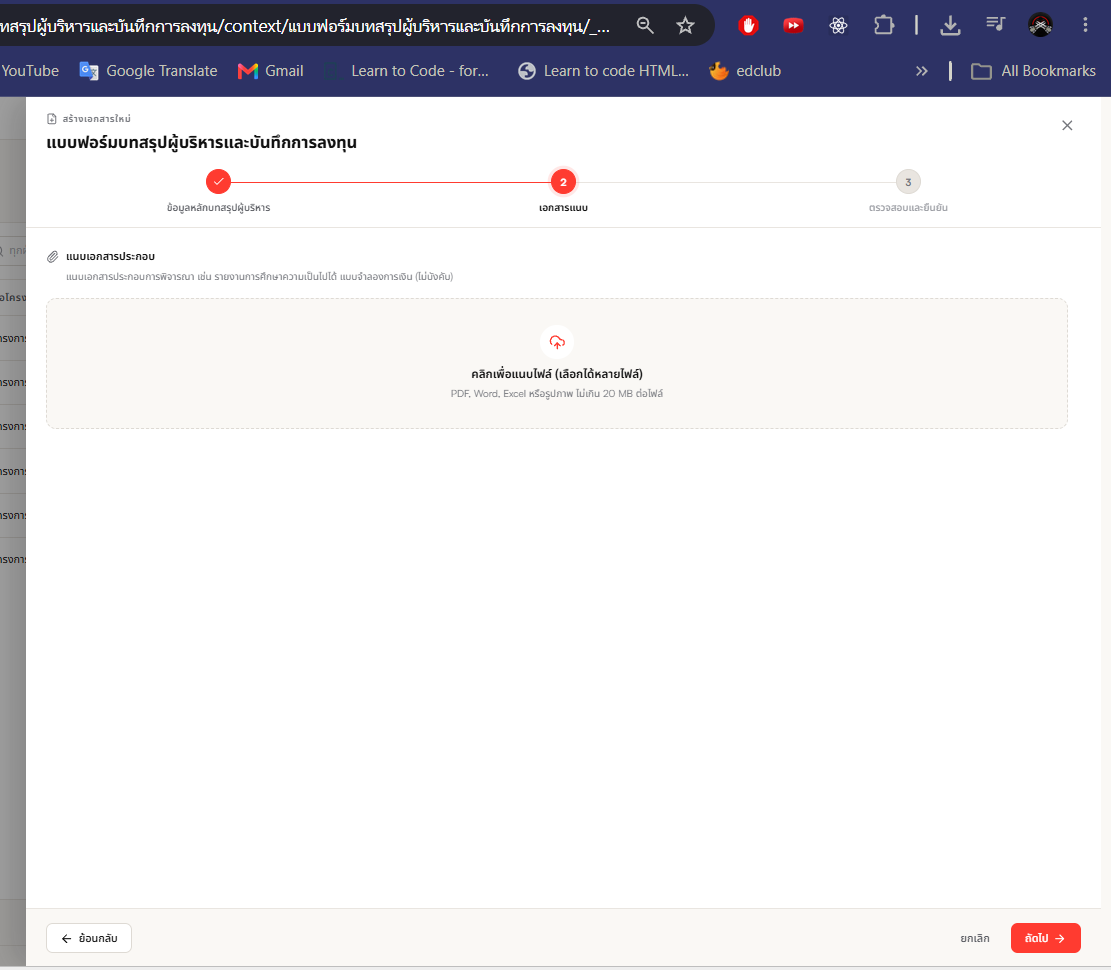 ทสรุปผู้บริหารและบันทึกการลงทุน/context/แบบฟอร์มบทสรุปผู้บริหารและบันทึกการลงทุน/_...
YouTube
Google Translate
Gmail
Learn to Code - for...
Learn to code HTML...
edclub
All Bookmarks
สร้างเอกสารใหม่
แบบฟอร์มบทสรุปผู้บริหารและบันทึกการลงทุน
2
3
ข้อมูลหลักบทสรุปผู้บริหาร
เอกสารแนบ
ตรวจสอบและยืนยัน
แนบเอกสารประกอบ
แนบเอกสารประกอบการพิจารณา เช่น รายงานการศึกษาความเป็นไปได้ แบบจำลองการเงิน (ไม่บังคับ)
คลิกเพื่อแนบไฟล์ (เลือกได้หลายไฟล์)
PDF, Word, Excel หรือรูปภาพ ไม่เกิน 20 MB ต่อไฟล์
ย้อนกลับ
ยกเลิก
ถัดไป